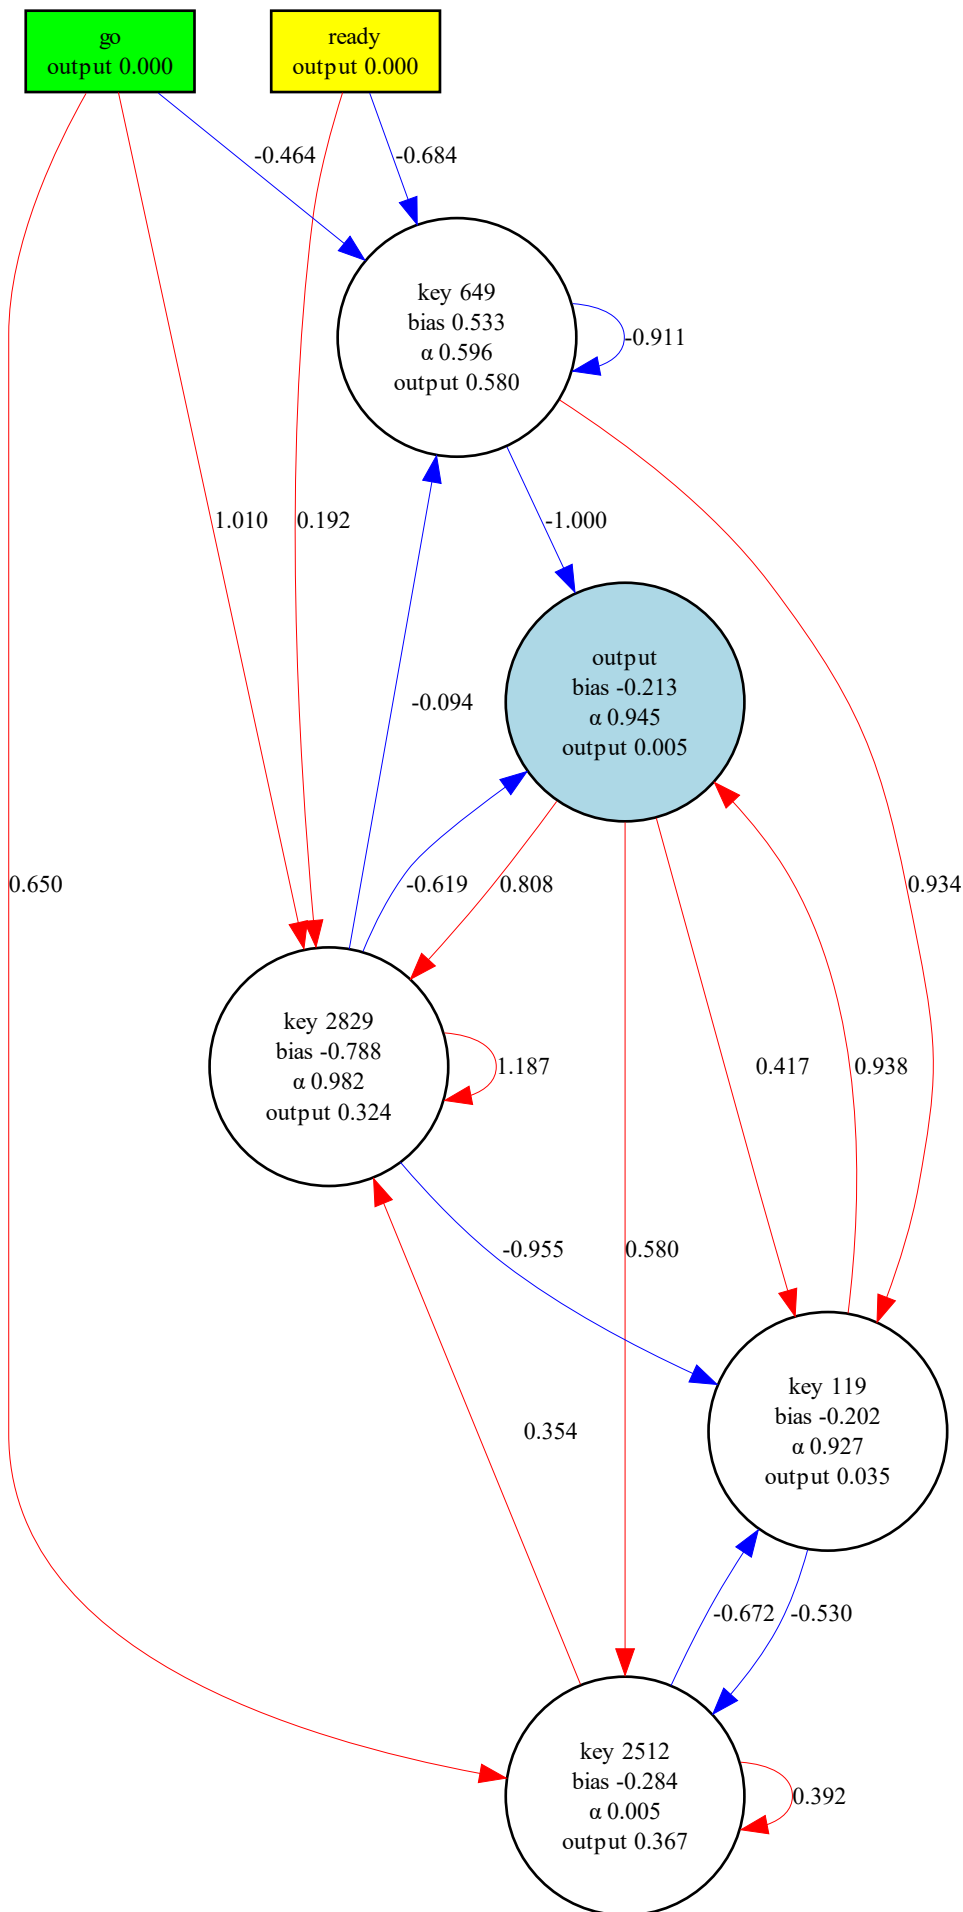 go
output 0.000
ready
output 0.000
-0.464
-0.684
key 649
bias 0.533
α 0.596
output 0.580
-0.911
1.010
0.192
-1.000
output
bias -0.213
α 0.945
output 0.005
-0.094
0.650
-0.619
0.808
0.934
key 2829
bias -0.788
α 0.982
output 0.324
1.187
0.417
0.938
-0.955
0.580
key 119
bias -0.202
α 0.927
output 0.035
0.354
-0.672
-0.530
key 2512
bias -0.284
α 0.005
output 0.367
0.392